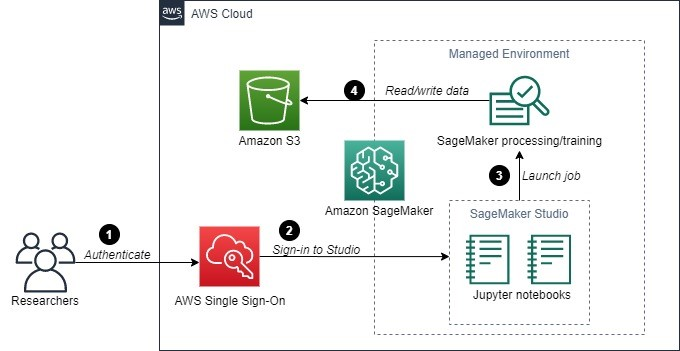 aws
AWS Cloud
Managed Environment
4
Read/write data
Amazon S3
SageMaker processing/training
3
Launch job
Amazon SageMaker
SageMaker Studio
1
Authenticate
2
Sign-in to Studio
Researchers
AWS Single Sign-On
Jupyter notebooks